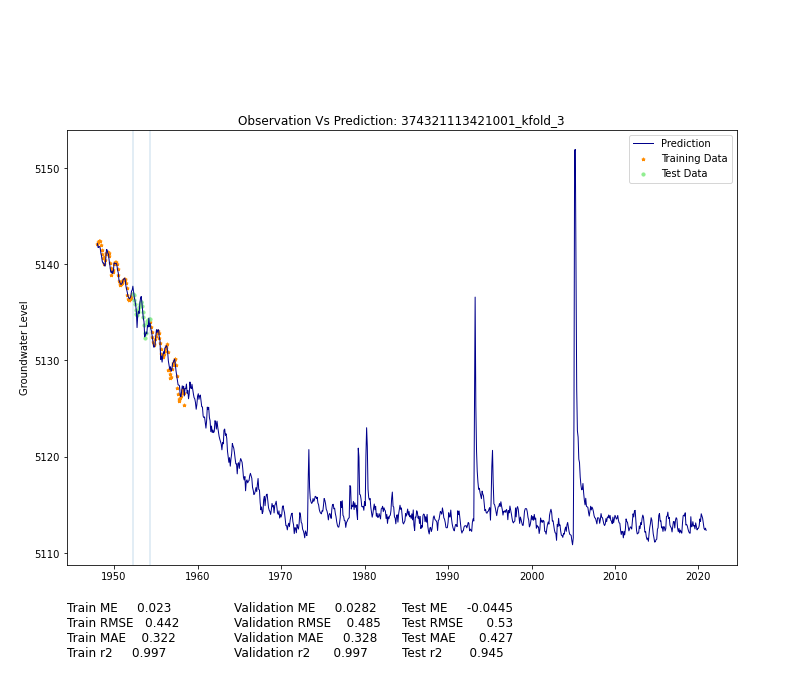 Observation Vs Prediction: 374321113421001_kfold_3
Prediction
Training Data
Test Data
Groundwater Level
5150
5140
5130
5120
5110
1950 1960 1970 1980 1990 2000 2010 2020
Train ME 0.023 Validation ME 0.0282 Test ME -0.0445
Train RMSE 0.442 Validation RMSE 0.485 Test RMSE 0.53
Train MAE 0.322 Validation MAE 0.328 Test MAE 0.427
Train r2 0.997 Validation r2 0.997 Test r2 0.945